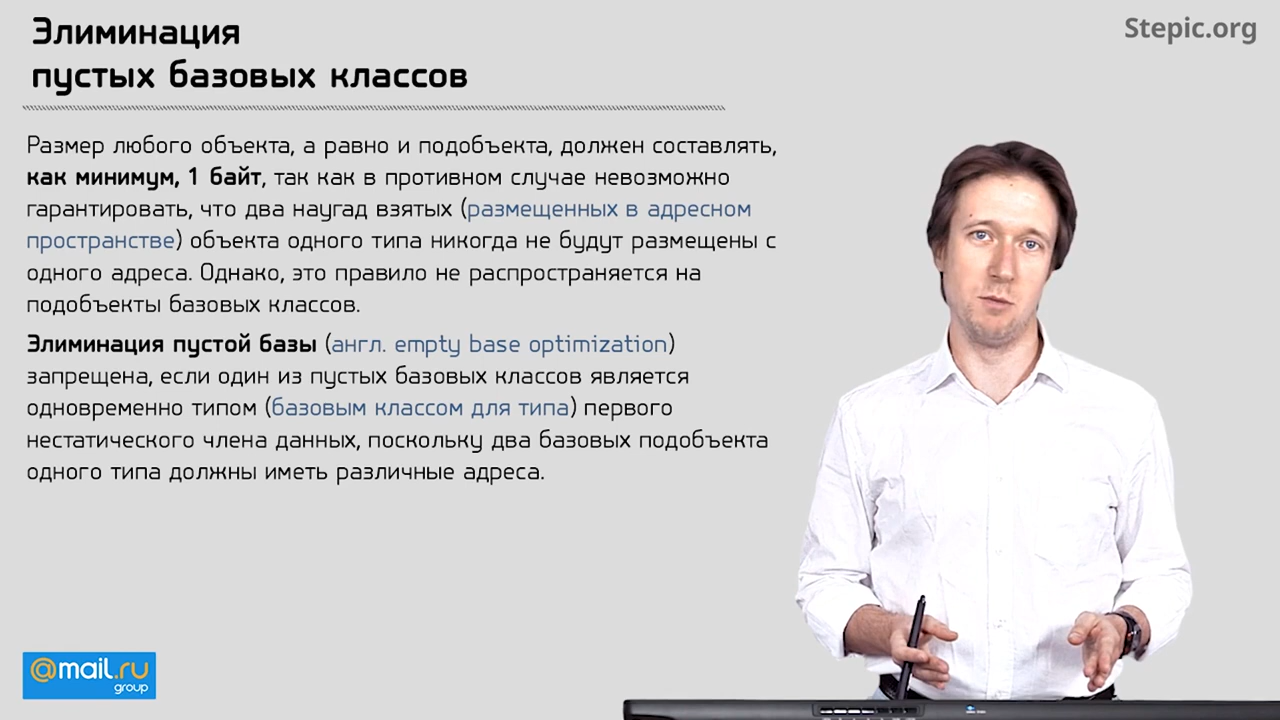 Элиминация
пустых базовых классов
Stepic.org
Размер любого объекта, а равно и подобъекта, должен составлять,
как минимум, 1 байт, так как в противном случае невозможно
гарантировать, что два наугад взятых (размещенных в адресном
пространстве) объекта одного типа никогда не будут размещены с
одного адреса. Однако, это правило не распространяется на
подобъекты базовых классов.
Элиминация пустой базы (англ. empty base optimization)
запрещена, если один из пустых базовых классов является
одновременно типом (базовым классом для типа) первого
нестатического члена данных, поскольку два базовых подобъекта
одного типа должны иметь различные адреса.
@mail.ru
group